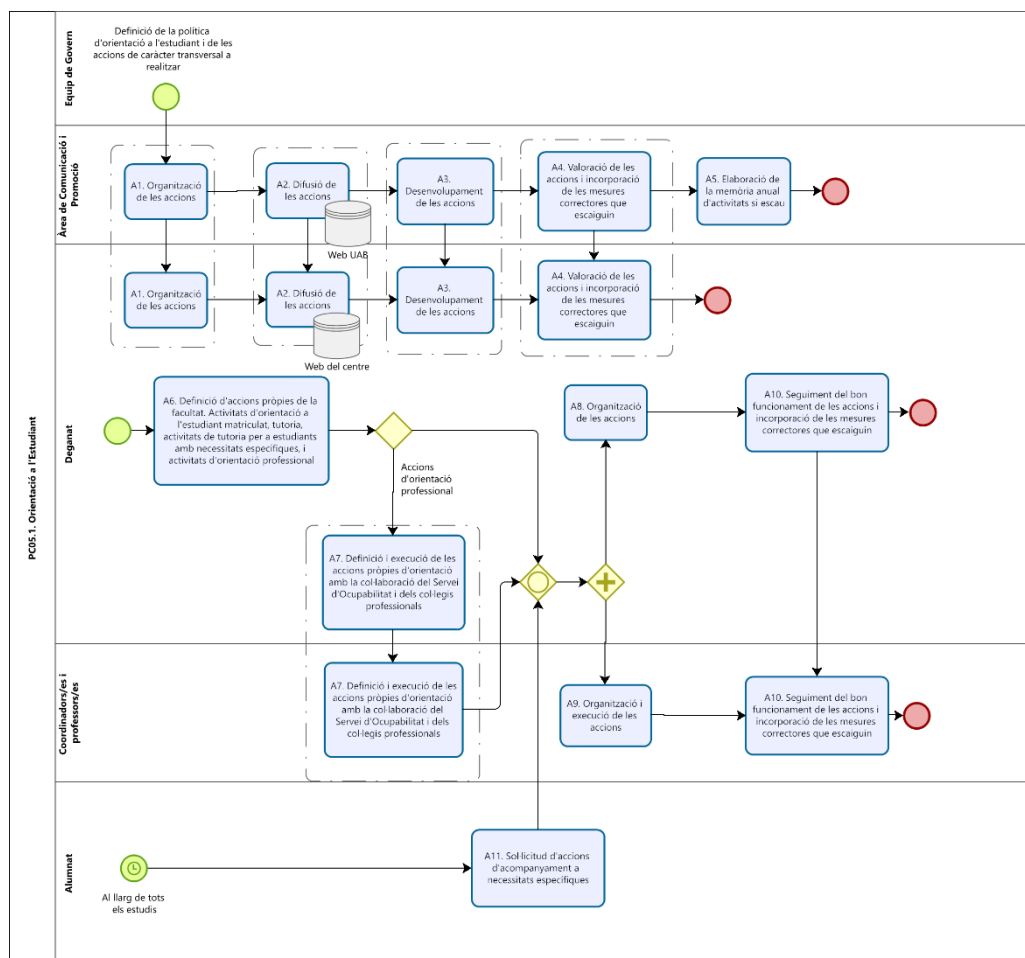 PC05.1. Orientació a l'Estudiant
Equip de Govern
Definició de la política
d'orientació a l'estudiant i de les
accions de caràcter transversal a
realitzar
Àrea de Comunicació i
Promoció
A1. Organització
de les accions
A2. Difusió de
les accions
Web UAB
A3.
Desenvolupament
de les accions
A4. Valoració de les
accions i incorporació
de les mesures
correctores que
escaiguin
A5. Elaboració de
la memòria anual
d'activitats si escau
Deganat
A1. Organització
de les accions
A2. Difusió de
les accions
Web del centre
A3.
Desenvolupament
de les accions
A4. Valoració de les
accions i incorporació
de les mesures
correctores que
escaiguin
A6. Definició d'accions pròpies de la
facultat. Activitats d'orientació a
l'estudiant matriculat, tutoria,
activitats de tutoria per a estudiants
amb necessitats específiques, i
activitats d'orientació professional
Accions
d'orientació
professional
A8. Organització
de les accions
A10. Seguiment del bon
funcionament de les accions i
incorporació de les mesures
correctores que escaiguin
A7. Definició i execució de les
accions pròpies d'orientació
amb la col·laboració del Servei
d'Ocupabilitat i dels col·legis
professionals
Coordinadors/es i
professors/es
A7. Definició i execució de les
accions pròpies d'orientació
amb la col·laboració del
Servei d'Ocupabilitat i dels
col·legis professionals
A9. Organització i
execució de les
accions
A10. Seguiment del bon
funcionament de les accions i
incorporació de les mesures
correctores que escaiguin
Alumnat
Al llarg de tots
els estudis
A11. Sol·licitud d'accions
d'acompanyament a
necessitats específiques